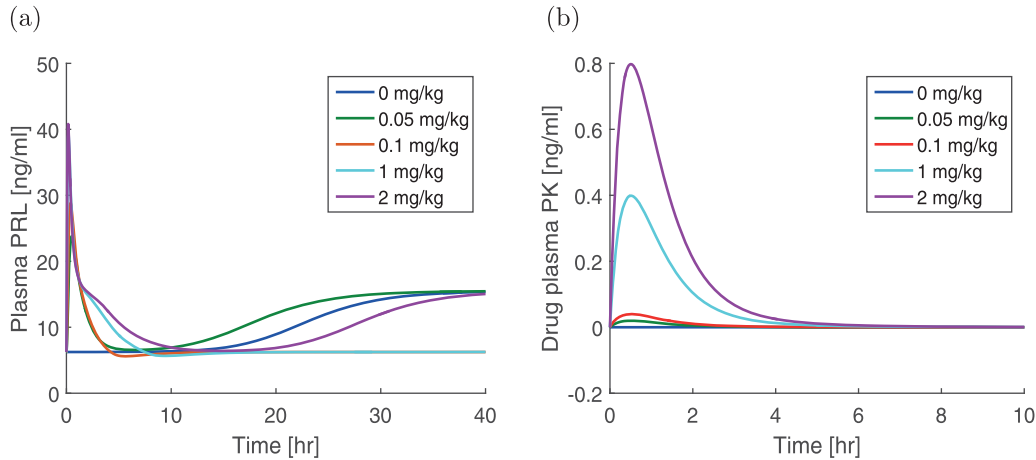 (a)
Plasma PRL [ng/ml]
50
40
30
20
10
0
0 mg/kg
0.05 mg/kg
0.1 mg/kg
1 mg/kg
2 mg/kg
0 10 20 30 40
Time [hr]
(b)
Drug plasma PK [ng/ml]
0.8
0.6
0.4
0.2
0
-0.2
0 mg/kg
0.05 mg/kg
0.1 mg/kg
1 mg/kg
2 mg/kg
0 2 4 6 8 10
Time [hr]